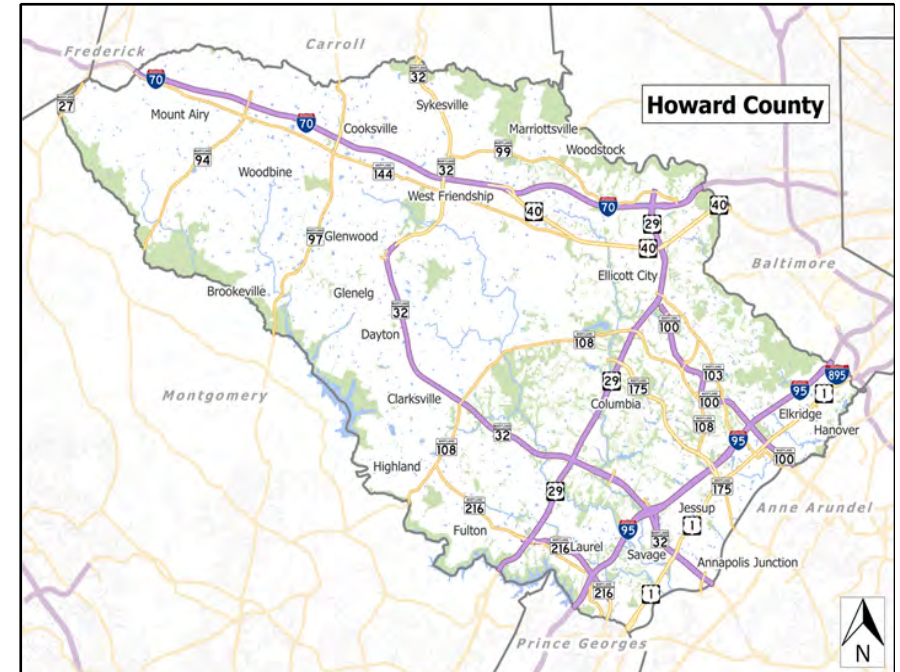 Frederick
Carroll
Howard County
70
27
Mount Airy
32
Sykesville
70
Cooksville
Marriottsville
Woodstock
99
94
Woodbine
144
32
West Friendship
70
40
40
29
40
97
Glenwood
Ellicott City
Baltimore
Brookeville
Glenelg
32
Dayton
108
100
Montgomery
29
175
103
895
95
1
100
Elkridge
Hanover
Clarksville
Columbia
32
108
108
95
100
Highland
29
175
Anne Arundel
216
Jessup
1
Fulton
95
216
Laurel
Savage
32
Annapolis Junction
216
1
Prince Georges
N